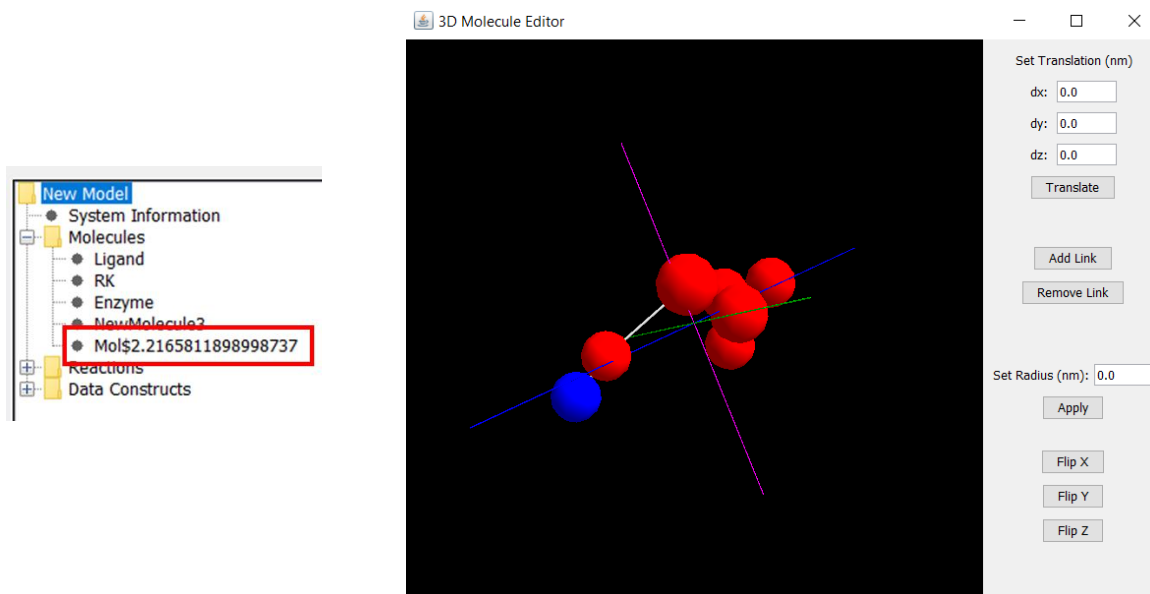 New Model
System Information
Molecules
Ligand
RK
Enzyme
NewMolecule3
Mol$2.2165811898998737
Reactions
Data Constructs
3D Molecule Editor
Set Translation (nm)
dx: 0.0
dy: 0.0
dz: 0.0
Translate
Add Link
Remove Link
Set Radius (nm): 0.0
Apply
Flip X
Flip Y
Flip Z